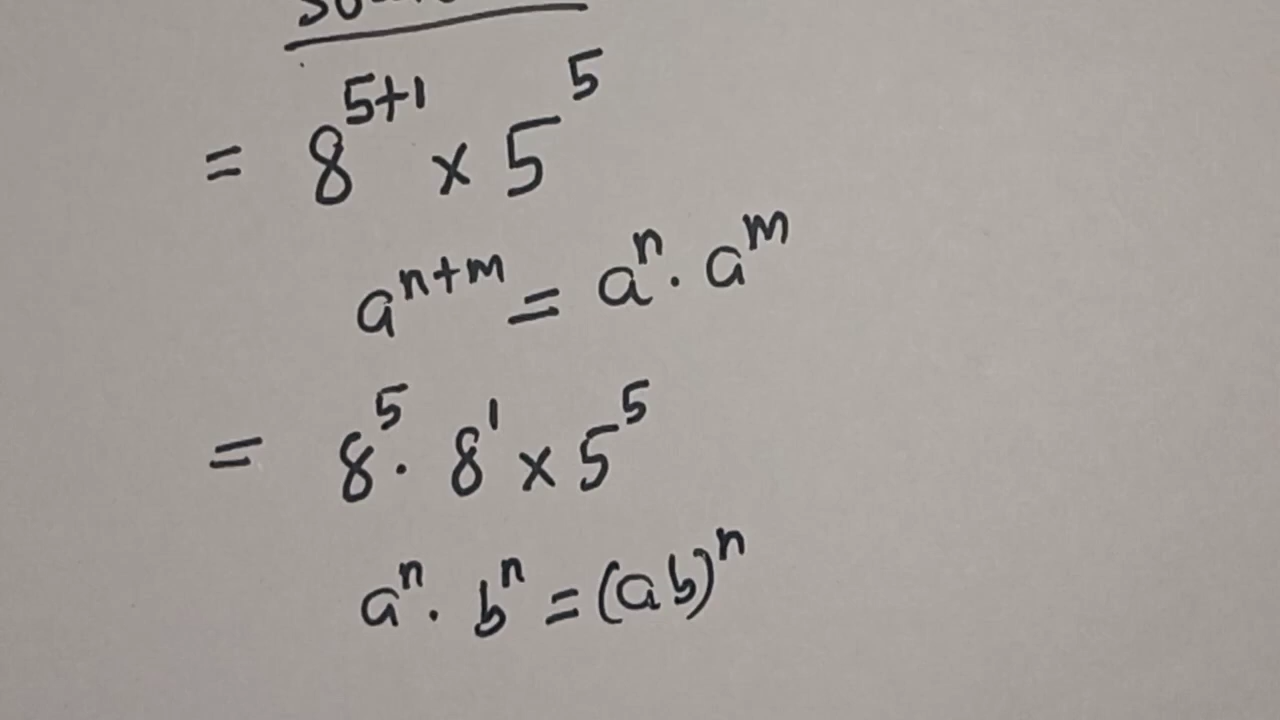 = 8^{5+1} × 5^5
a^{n+m} = a^n . a^m
= 8^5 . 8^1 × 5^5
a^n . b^n = (ab)^n